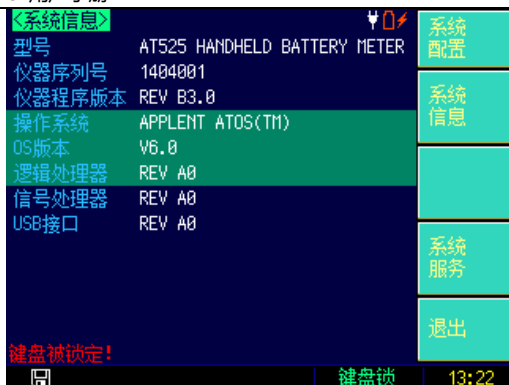 <系统信息>
型号 AT525 HANDHELD BATTERY METER
仪器序列号 1404001
仪器程序版本 REV B3.0
操作系统 APPLENT ATOS(TM)
OS版本 V6.0
逻辑处理器 REV A0
信号处理器 REV A0
USB接口 REV A0
键盘被锁定!
系统
配置
系统
信息
系统
服务
退出
键盘锁 13:22